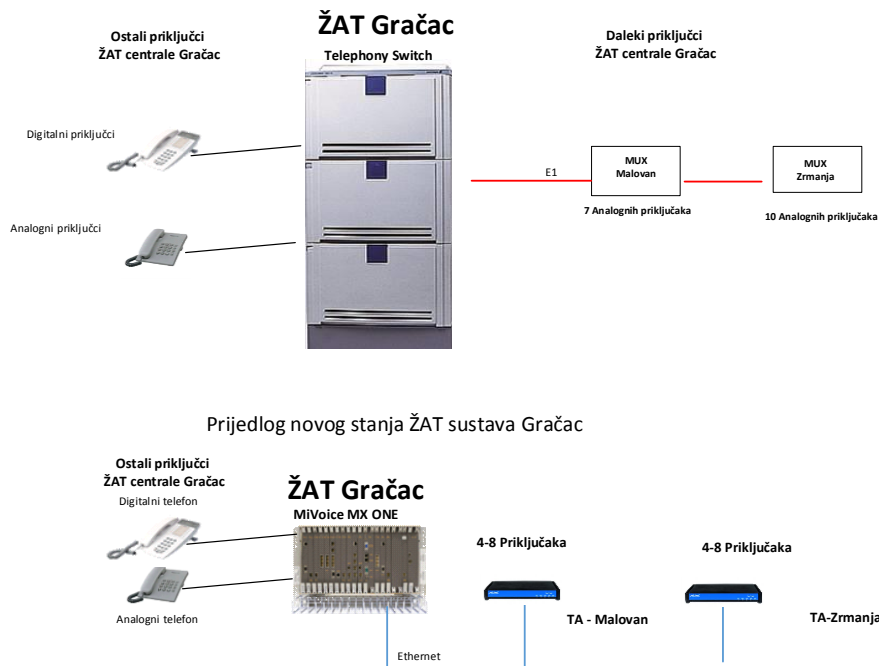 Ostali priključci
ŽAT centrale Gračac
ŽAT Gračac
Telephony Switch
Daleki priključci
ŽAT centrale Gračac
Digitalni priključci
Analogni priključci
E1
MUX
Malovan
7 Analognih priključaka
MUX
Zrmanja
10 Analognih priključaka
Prijedlog novog stanja ŽAT sustava Gračac
Ostali priključci
ŽAT centrale Gračac
Digitalni telefon
Analogni telefon
ŽAT Gračac
MiVoice MX ONE
Ethernet
4-8 Priključaka
TA - Malovan
4-8 Priključaka
TA-Zrmanja